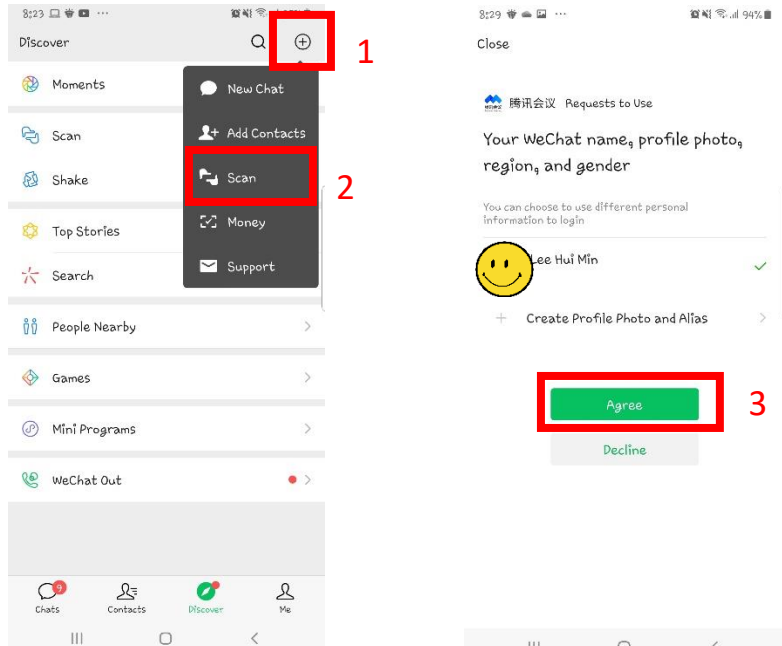 8:23
Discover
1
Moments
New Chat
Scan
Add Contacts
Shake
Scan
2
Top Stories
Money
Search
Support
People Nearby
Games
Mini Programs
WeChat Out
9
Chats
Contacts
Discover
Me
8:29
94%
Close
腾讯会议 Requests to Use
Your WeChat name, profile photo,
region, and gender
You can choose to use different personal
information to login
Lee Hui Min
Create Profile Photo and Alias
Agree
3
Decline